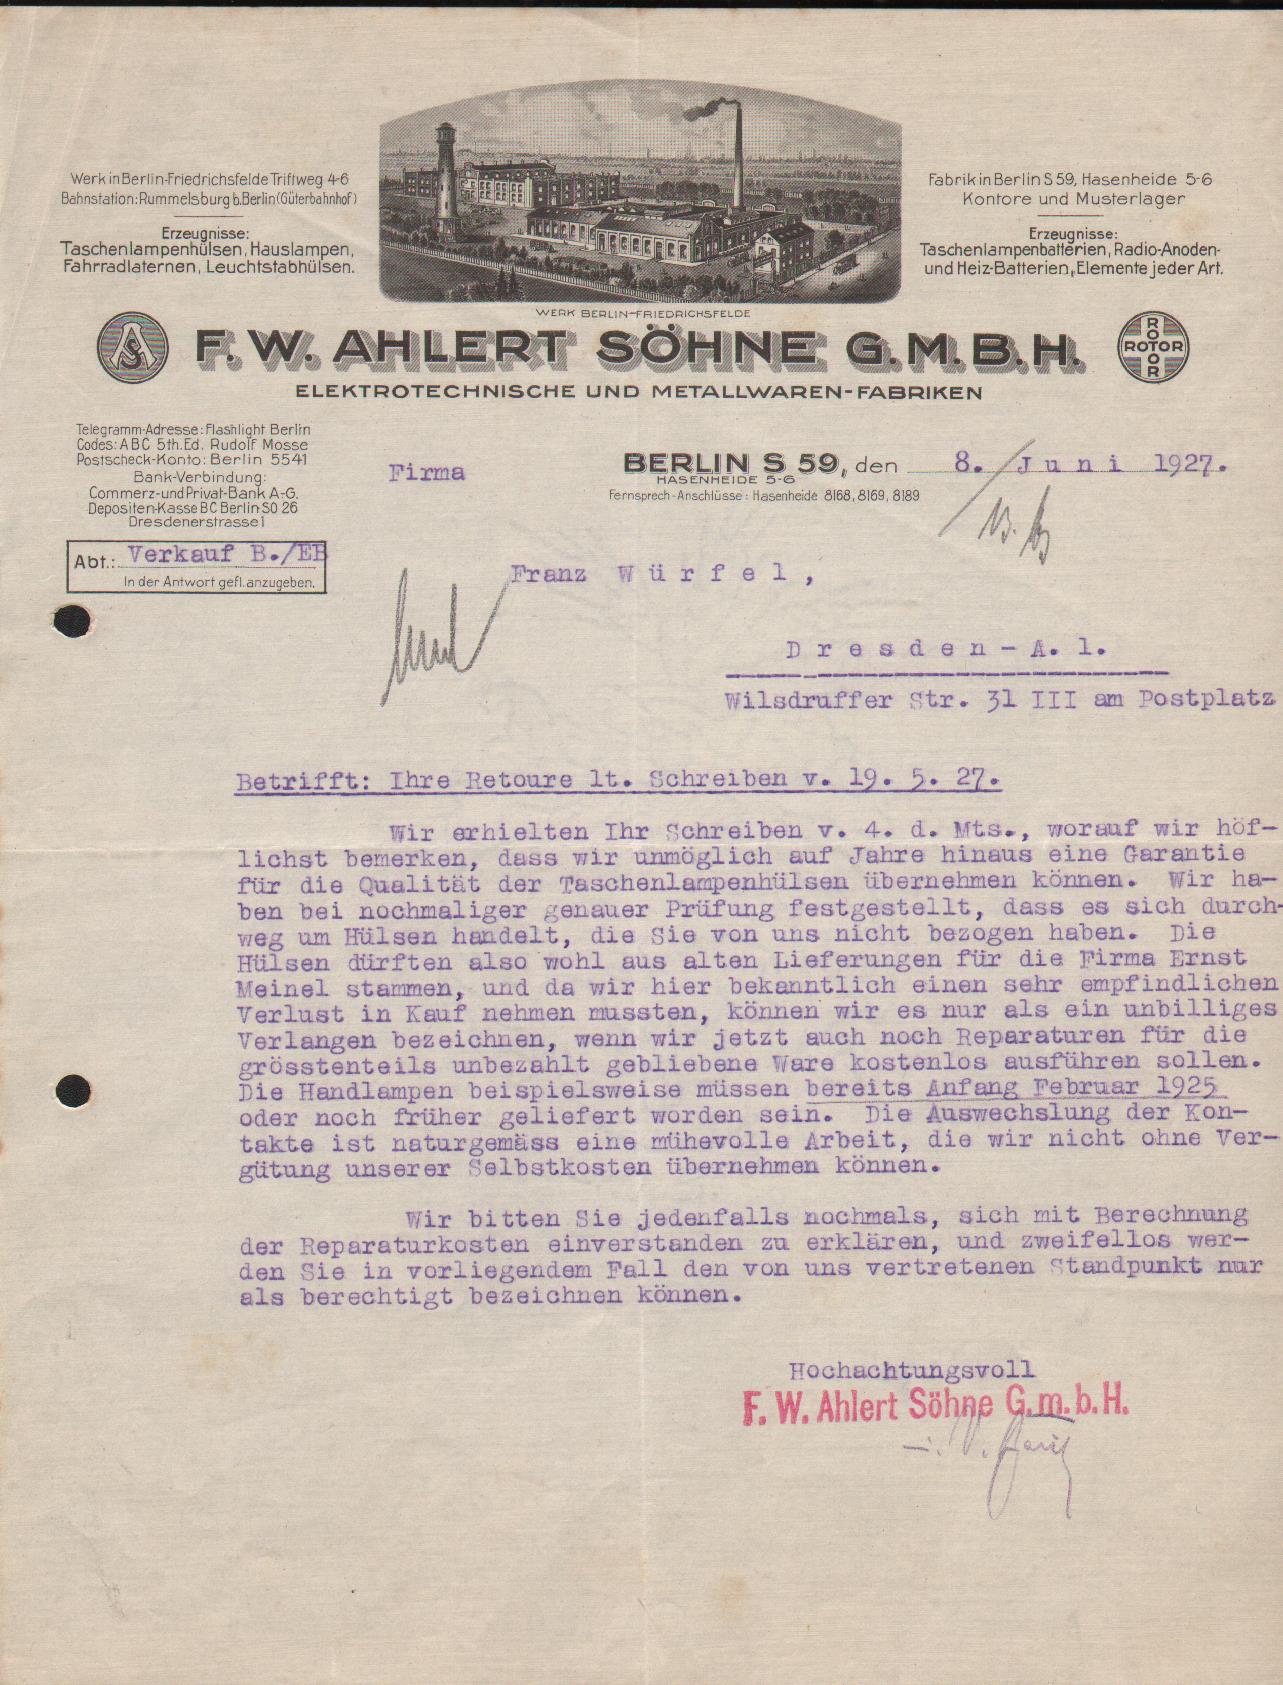 Werk in Berlin-Friedrichsfelde Triftweg 4-6
Bahnstation: Rummelsburg b. Berlin (Güterbahnhof)
Erzeugnisse:
Taschenlampenhülsen, Hauslampen,
Fahrradlaternen, Leuchtstabhülsen.
Fabrik in Berlin S 59, Hasenheide 5-6
Kontore und Musterlager
Erzeugnisse:
Taschenlampenbatterien, Radio-Anoden-
und Heiz-Batterien, Elemente jeder Art.
WERK BERLIN-FRIEDRICHSFELDE
F. W. AHLERT SÖHNE G.M.B.H.
ROTOR
ROTOR
ELEKTROTECHNISCHE UND METALLWAREN-FABRIKEN
Telegramm-Adresse: Flashlight Berlin
Codes: A B C 5th. Ed. Rudolf Mosse
Postscheck-Konto: Berlin 5541
Bank-Verbindung:
Commerz- und Privat-Bank A.-G.
Depositen-Kasse BC Berlin-SO 26
Dresdenerstrasse 1
Abt.: Verkauf B./EB
In der Antwort gefl. anzugeben.
Firma
BERLIN S 59, den 8. Juni 1927.
HASENHEIDE 5-6
Fernsprech-Anschlüsse: Hasenheide 8168, 8169, 8189
Franz Würfel,
Dresden-A. 1.
Wilsdruffer Str. 31 III am Postplatz
Betrifft: Ihre Retoure lt. Schreiben v. 19. 5. 27.
Wir erhielten Ihr Schreiben v. 4. d. Mts., worauf wir höf-
lichst bemerken, dass wir unmöglich auf Jahre hinaus eine Garantie
für die Qualität der Taschenlampenhülsen übernehmen können. Wir ha-
ben bei nochmaliger genauer Prüfung festgestellt, dass es sich durch-
weg um Hülsen handelt, die Sie von uns nicht bezogen haben. Die
Hülsen dürften also wohl aus alten Lieferungen für die Firma Ernst
Meinel stammen, und da wir hier bekanntlich einen sehr empfindlichen
Verlust in Kauf nehmen mussten, können wir es nur als ein unbilliges
Verlangen bezeichnen, wenn wir jetzt auch noch Reparaturen für die
grösstenteils unbezahlt gebliebene Ware kostenlos ausführen sollen.
Die Handlampen beispielsweise müssen bereits Anfang Februar 1925
oder noch früher geliefert worden sein. Die Auswechslung der Kon-
takte ist naturgemäss eine mühevolle Arbeit, die wir nicht ohne Ver-
gütung unserer Selbstkosten übernehmen können.
Wir bitten Sie jedenfalls nochmals, sich mit Berechnung
der Reparaturkosten einverstanden zu erklären, und zweifellos wer-
den Sie in vorliegendem Fall den von uns vertretenen Standpunkt nur
als berechtigt bezeichnen können.
Hochachtungsvoll
F. W. Ahlert Söhne G.m.b.H.
i. V.